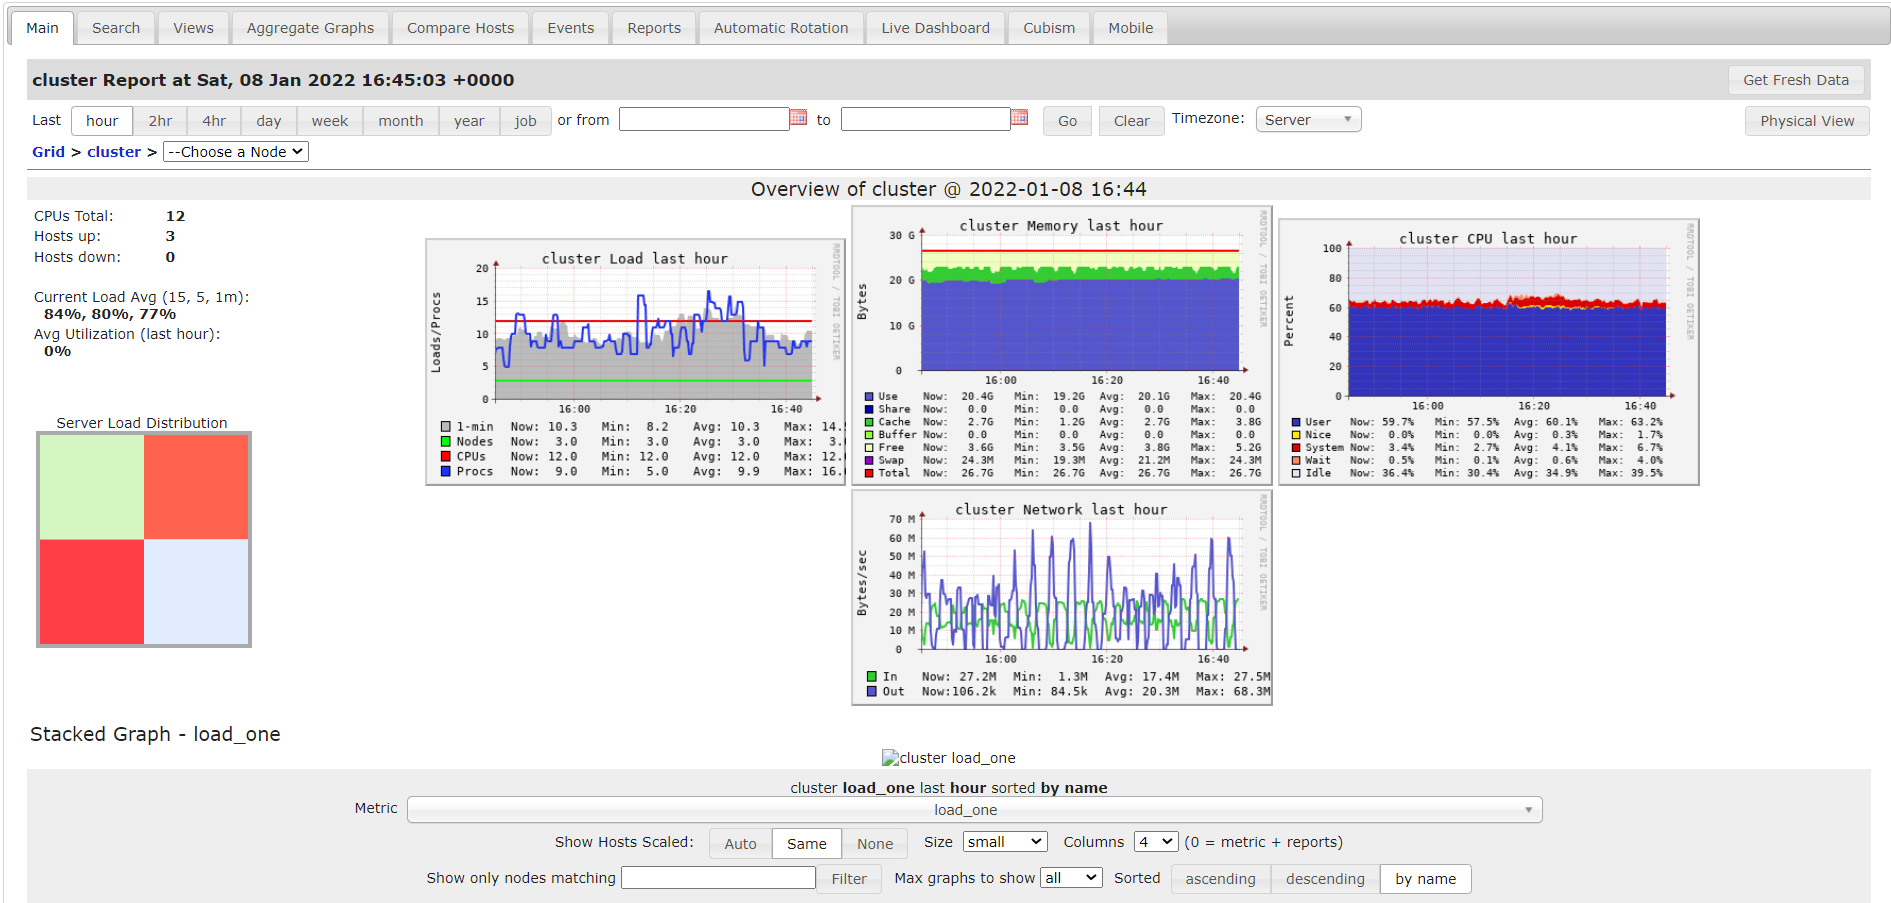 Main Search Views Aggregate Graphs Compare Hosts Events Reports Automatic Rotation Live Dashboard Cubism Mobile
cluster Report at Sat, 08 Jan 2022 16:45:03 +0000
Get Fresh Data
Last hour 2hr 4hr day week month year job or from to Go Clear Timezone: Server Physical View
Grid > cluster > --Choose a Node
Overview of cluster @ 2022-01-08 16:44
CPUs Total: 12
Hosts up: 3
Hosts down: 0
Current Load Avg (15, 5, 1m):
84%, 80%, 77%
Avg Utilization (last hour):
0%
Server Load Distribution
cluster Load last hour
RRDTOOL / TOBI OETIKER
Loads/Procs
20
15
10
5
0
16:00 16:20 16:40
1-min Now: 10.3 Min: 8.2 Avg: 10.3 Max: 14.
Nodes Now: 3.0 Min: 3.0 Avg: 3.0 Max: 3.
CPUs Now: 12.0 Min: 12.0 Avg: 12.0 Max: 12.
Procs Now: 9.0 Min: 5.0 Avg: 9.9 Max: 16.
cluster Memory last hour
RRDTOOL / TOBI OETIKER
Bytes
30 G
20 G
10 G
0
16:00 16:20 16:40
Use Now: 20.4G Min: 19.2G Avg: 20.1G Max: 20.4G
Share Now: 0.0 Min: 0.0 Avg: 0.0 Max: 0.0
Cache Now: 2.7G Min: 1.2G Avg: 2.7G Max: 3.8G
Buffer Now: 0.0 Min: 0.0 Avg: 0.0 Max: 0.0
Free Now: 3.6G Min: 3.5G Avg: 3.8G Max: 5.2G
Swap Now: 24.3M Min: 19.3M Avg: 21.2M Max: 24.3M
Total Now: 26.7G Min: 26.7G Avg: 26.7G Max: 26.7G
cluster CPU last hour
RRDTOOL / TOBI OETIKER
Percent
100
80
60
40
20
0
16:00 16:20 16:40
User Now: 59.7% Min: 57.5% Avg: 60.1% Max: 63.2%
Nice Now: 0.0% Min: 0.0% Avg: 0.3% Max: 1.7%
System Now: 3.4% Min: 2.7% Avg: 4.1% Max: 6.7%
Wait Now: 0.5% Min: 0.1% Avg: 0.6% Max: 4.0%
Idle Now: 36.4% Min: 30.4% Avg: 34.9% Max: 39.5%
cluster Network last hour
RRDTOOL / TOBI OETIKER
Bytes/sec
70 M
60 M
50 M
40 M
30 M
20 M
10 M
0
16:00 16:20 16:40
In Now: 27.2M Min: 1.3M Avg: 17.4M Max: 27.5M
Out Now:106.2k Min: 84.5k Avg: 20.3M Max: 68.3M
Stacked Graph - load_one
cluster load_one
cluster load_one last hour sorted by name
Metric load_one
Show Hosts Scaled: Auto Same None Size small Columns 4 (0 = metric + reports)
Show only nodes matching Filter Max graphs to show all Sorted ascending descending by name